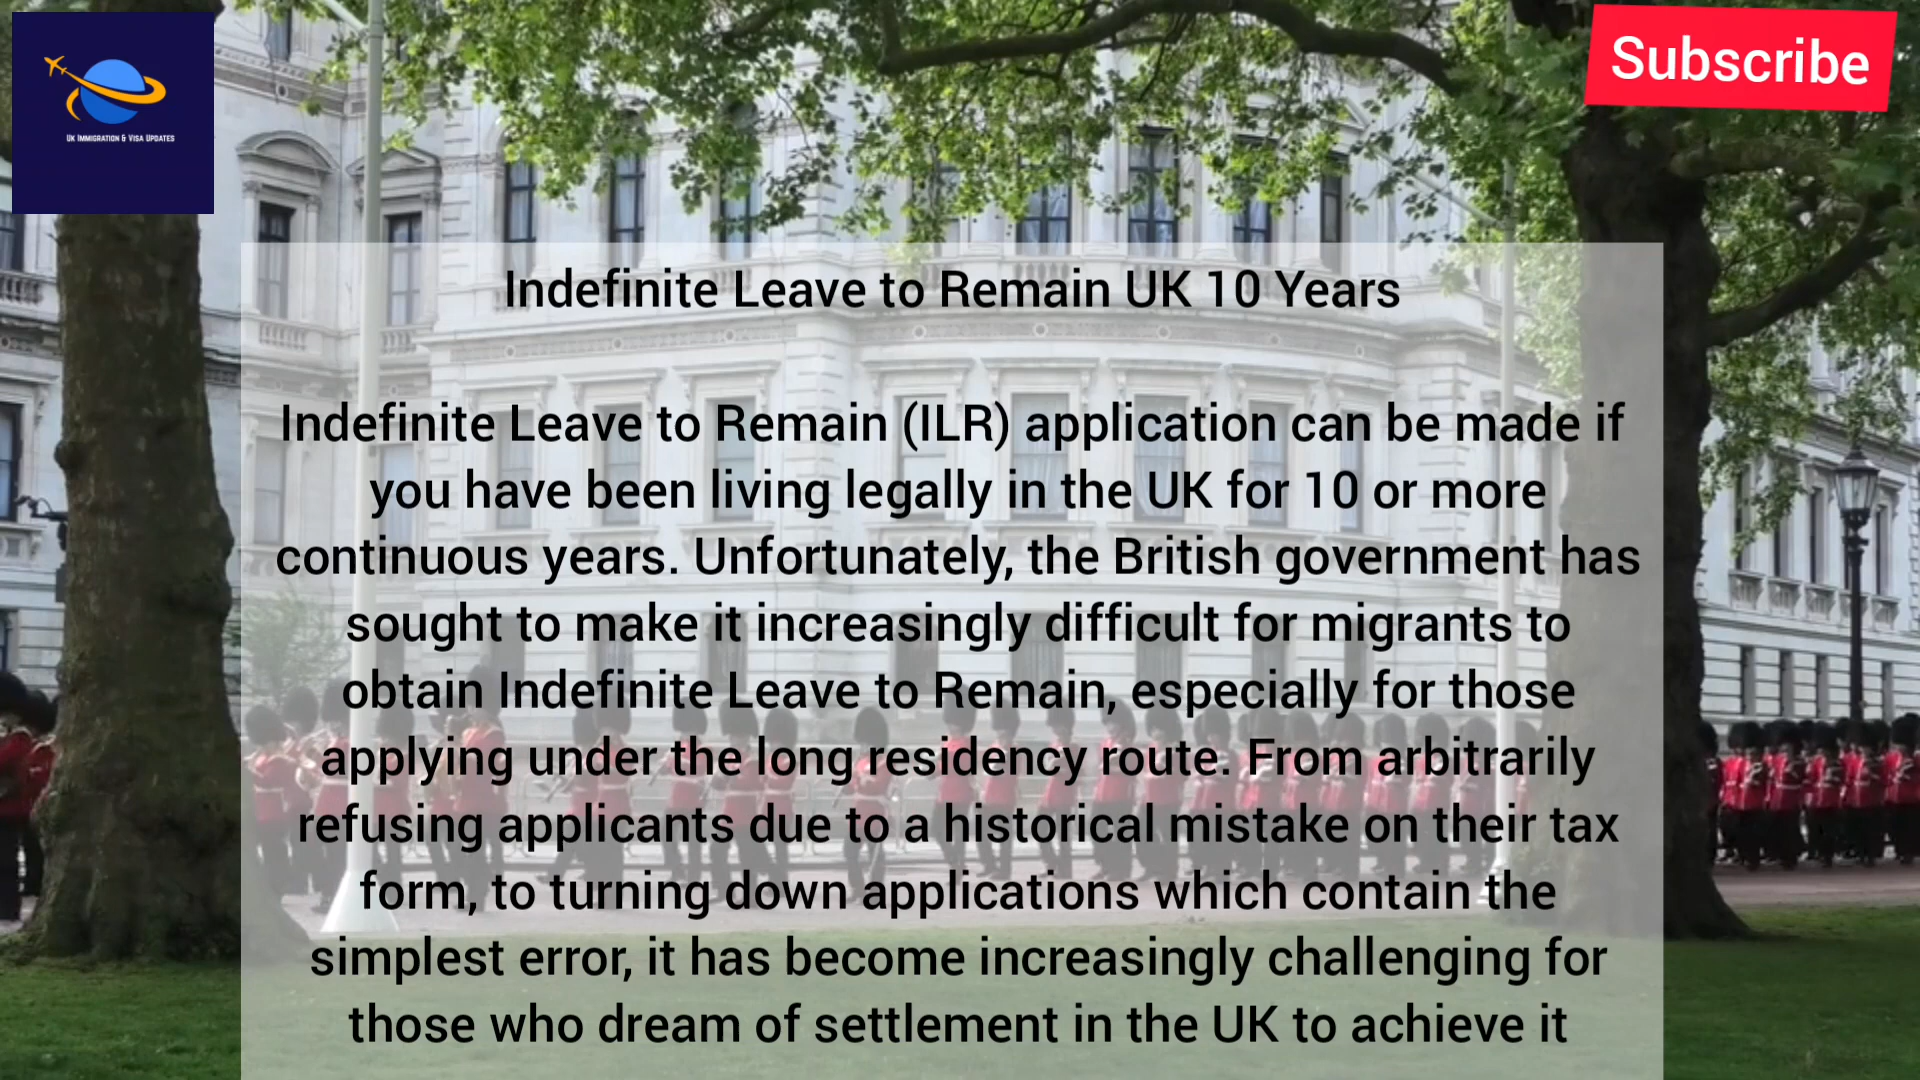 UK Immigration & Visa Updates
Subscribe
Indefinite Leave to Remain UK 10 Years
Indefinite Leave to Remain (ILR) application can be made if
you have been living legally in the UK for 10 or more
continuous years. Unfortunately, the British government has
sought to make it increasingly difficult for migrants to
obtain Indefinite Leave to Remain, especially for those
applying under the long residency route. From arbitrarily
refusing applicants due to a historical mistake on their tax
form, to turning down applications which contain the
simplest error, it has become increasingly challenging for
those who dream of settlement in the UK to achieve it